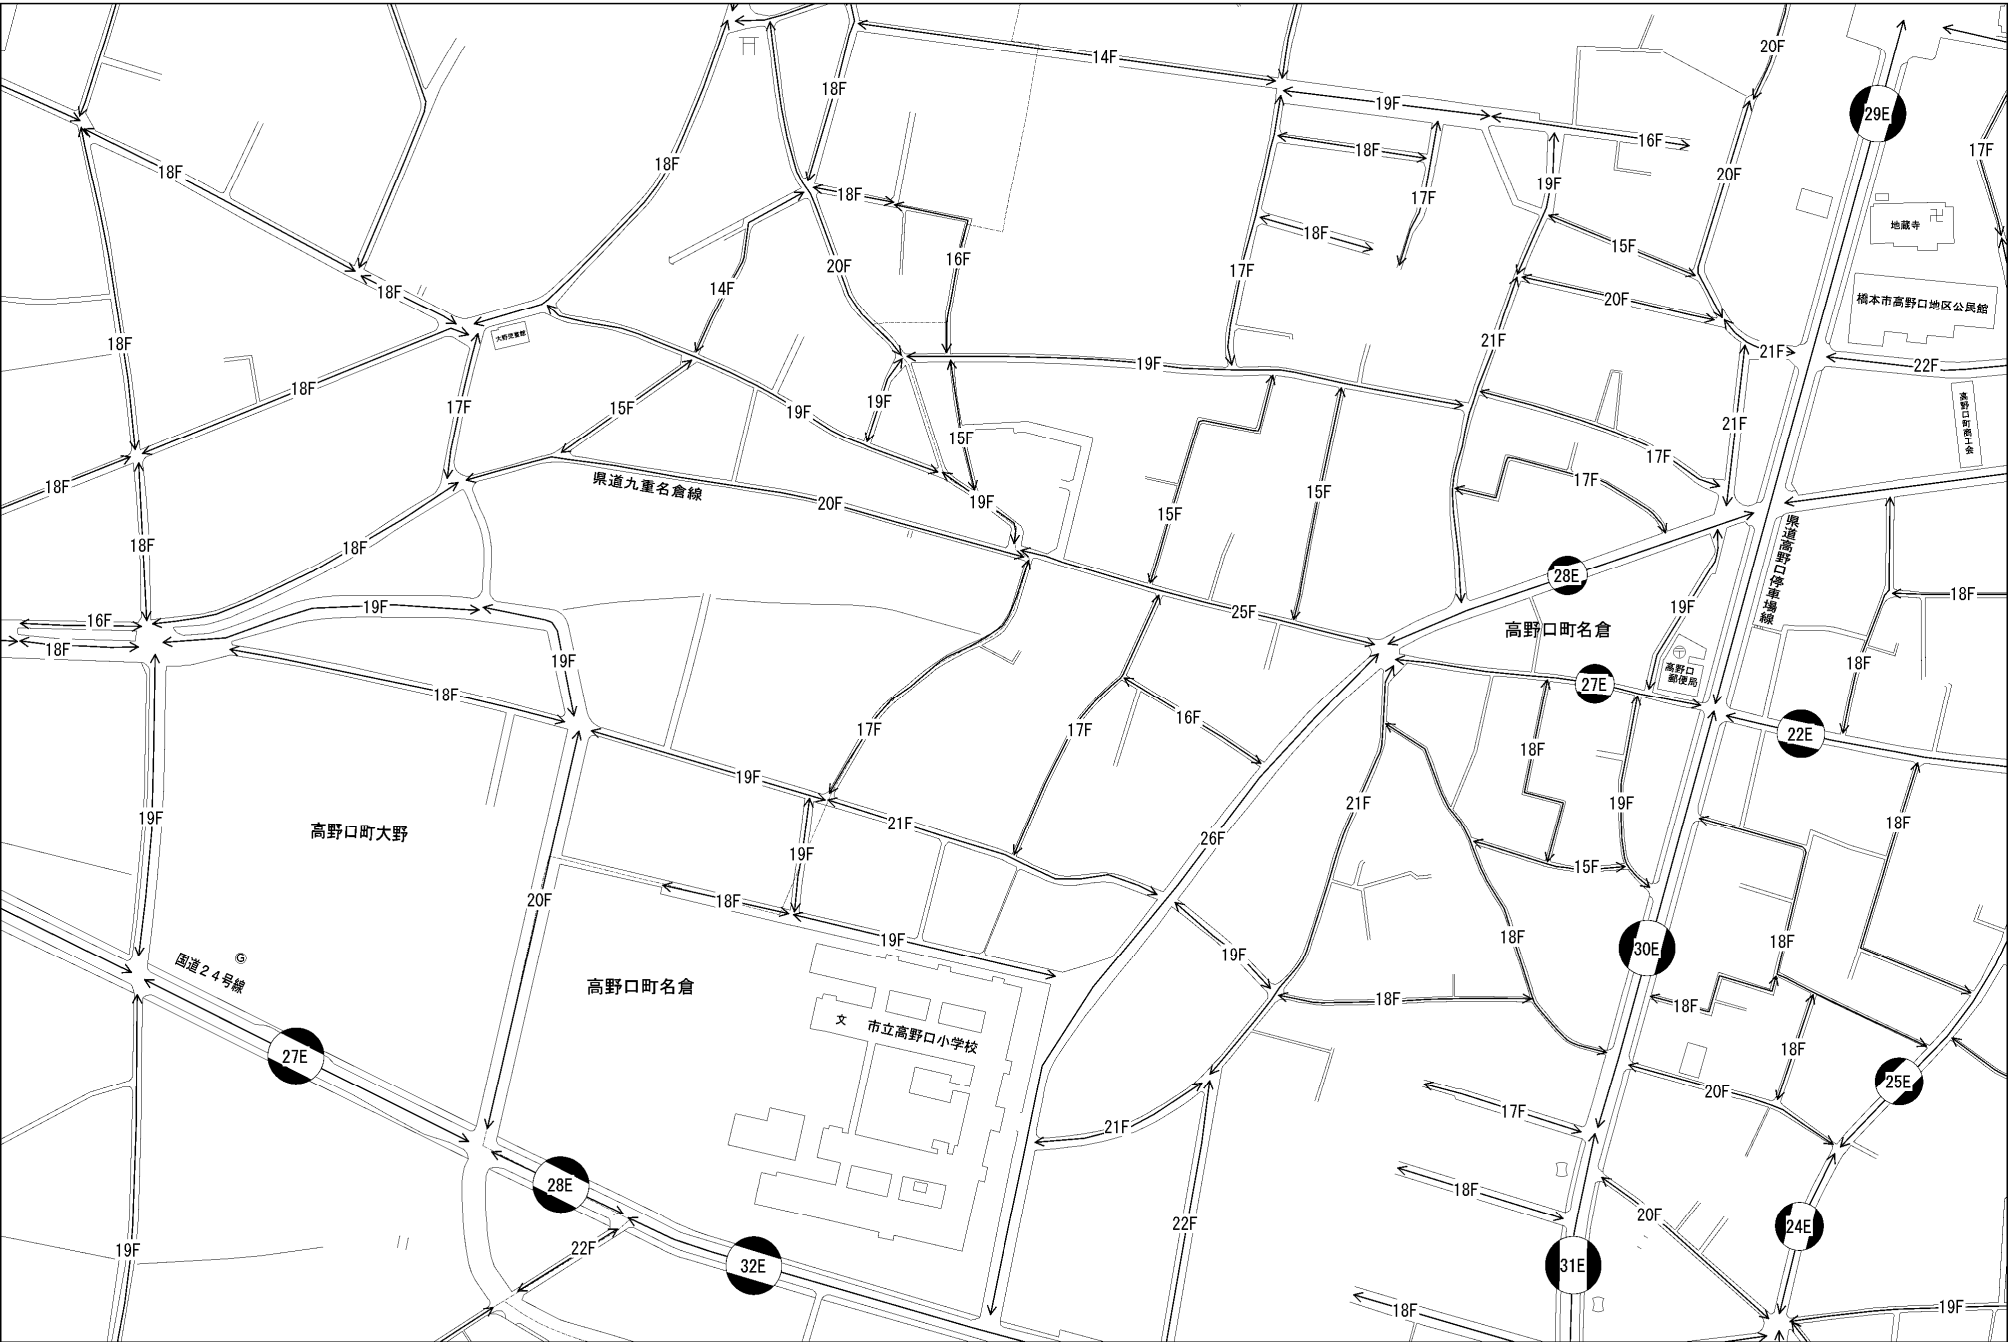 20F
14F
18F
19F
29E
16F
18F
17F
18F
18F
20F
18F
19F
17F
地蔵寺
18F
15F
16F
20F
17F
14F
18F
20F
橋本市高野口地区公民館
大野児童館
18F
21F
21F
19F
22F
18F
17F
15F
19F
19F
21F
高野口町商工会
15F
17F
18F
県道九重名倉線
20F
19F
15F
17F
15F
県道高野口停車場線
18F
18F
28E
18F
19F
19F
25F
16F
高野口町名倉
18F
19F
18F
高野口
郵便局
18F
27E
17F
17F
16F
22E
18F
19F
21F
19F
19F
高野口町大野
21F
18F
26F
19F
15F
20F
18F
19F
18F
18F
30E
19F
国道24号線
G
高野口町名倉
18F
18F
文
市立高野口小学校
27E
18F
25E
20F
17F
21F
28E
18F
20F
22F
24E
19F
22F
32E
31E
18F
19F